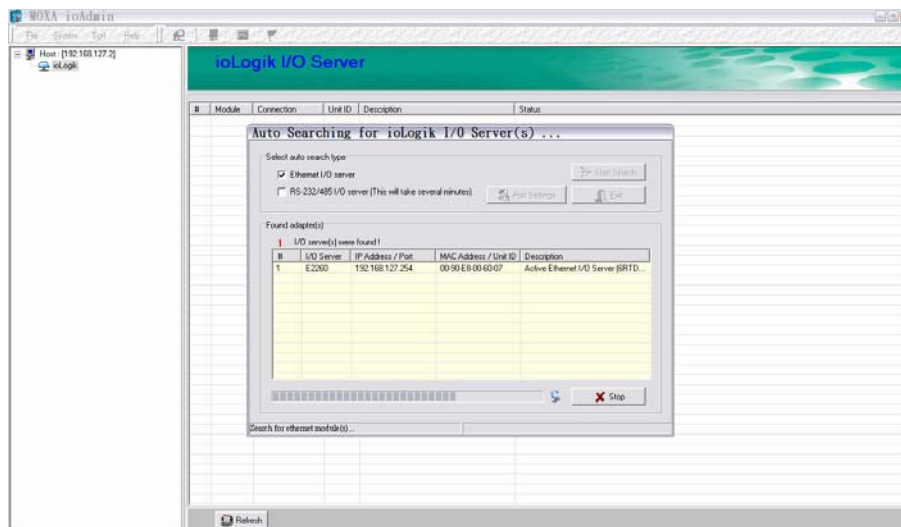 MOXA ioAdmin
File System Sort Help
Host : [192.168.127.2]
ioLogik
ioLogik I/O Server
# Module Connection Unit ID Description Status
Auto Searching for ioLogik I/O Server(s) ...
Select auto search type
Ethernet I/O server
Start Search
RS-232/485 I/O server (This will take several minutes)
Port Settings
Exit
Found adapter(s)
1 I/O server(s) were found !
# I/O Server IP Address / Port MAC Address / Unit ID Description
1 E2260 192.168.127.254 00-90-E8-00-60-07 Active Ethernet I/O Server (6RTD...
Stop
Search for ethernet module(s)...
Refresh